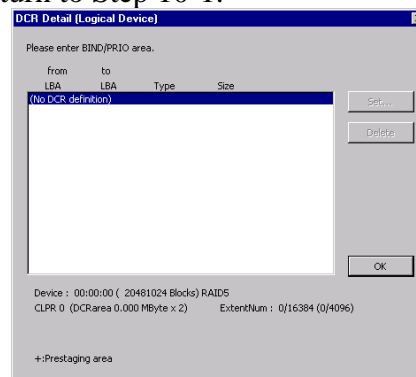 turn to Step 10-1.
DCR Detail (Logical Device)
Please enter BIND/PRIO area.
from to
LBA LBA Type Size
(No DCR definition)
Set...
Delete
OK
Device : 00:00:00 ( 20481024 Blocks) RAID5
CLPR 0 (DCRarea 0.000 MByte x 2) ExtentNum : 0/16384 (0/4096)
+:Prestaging area